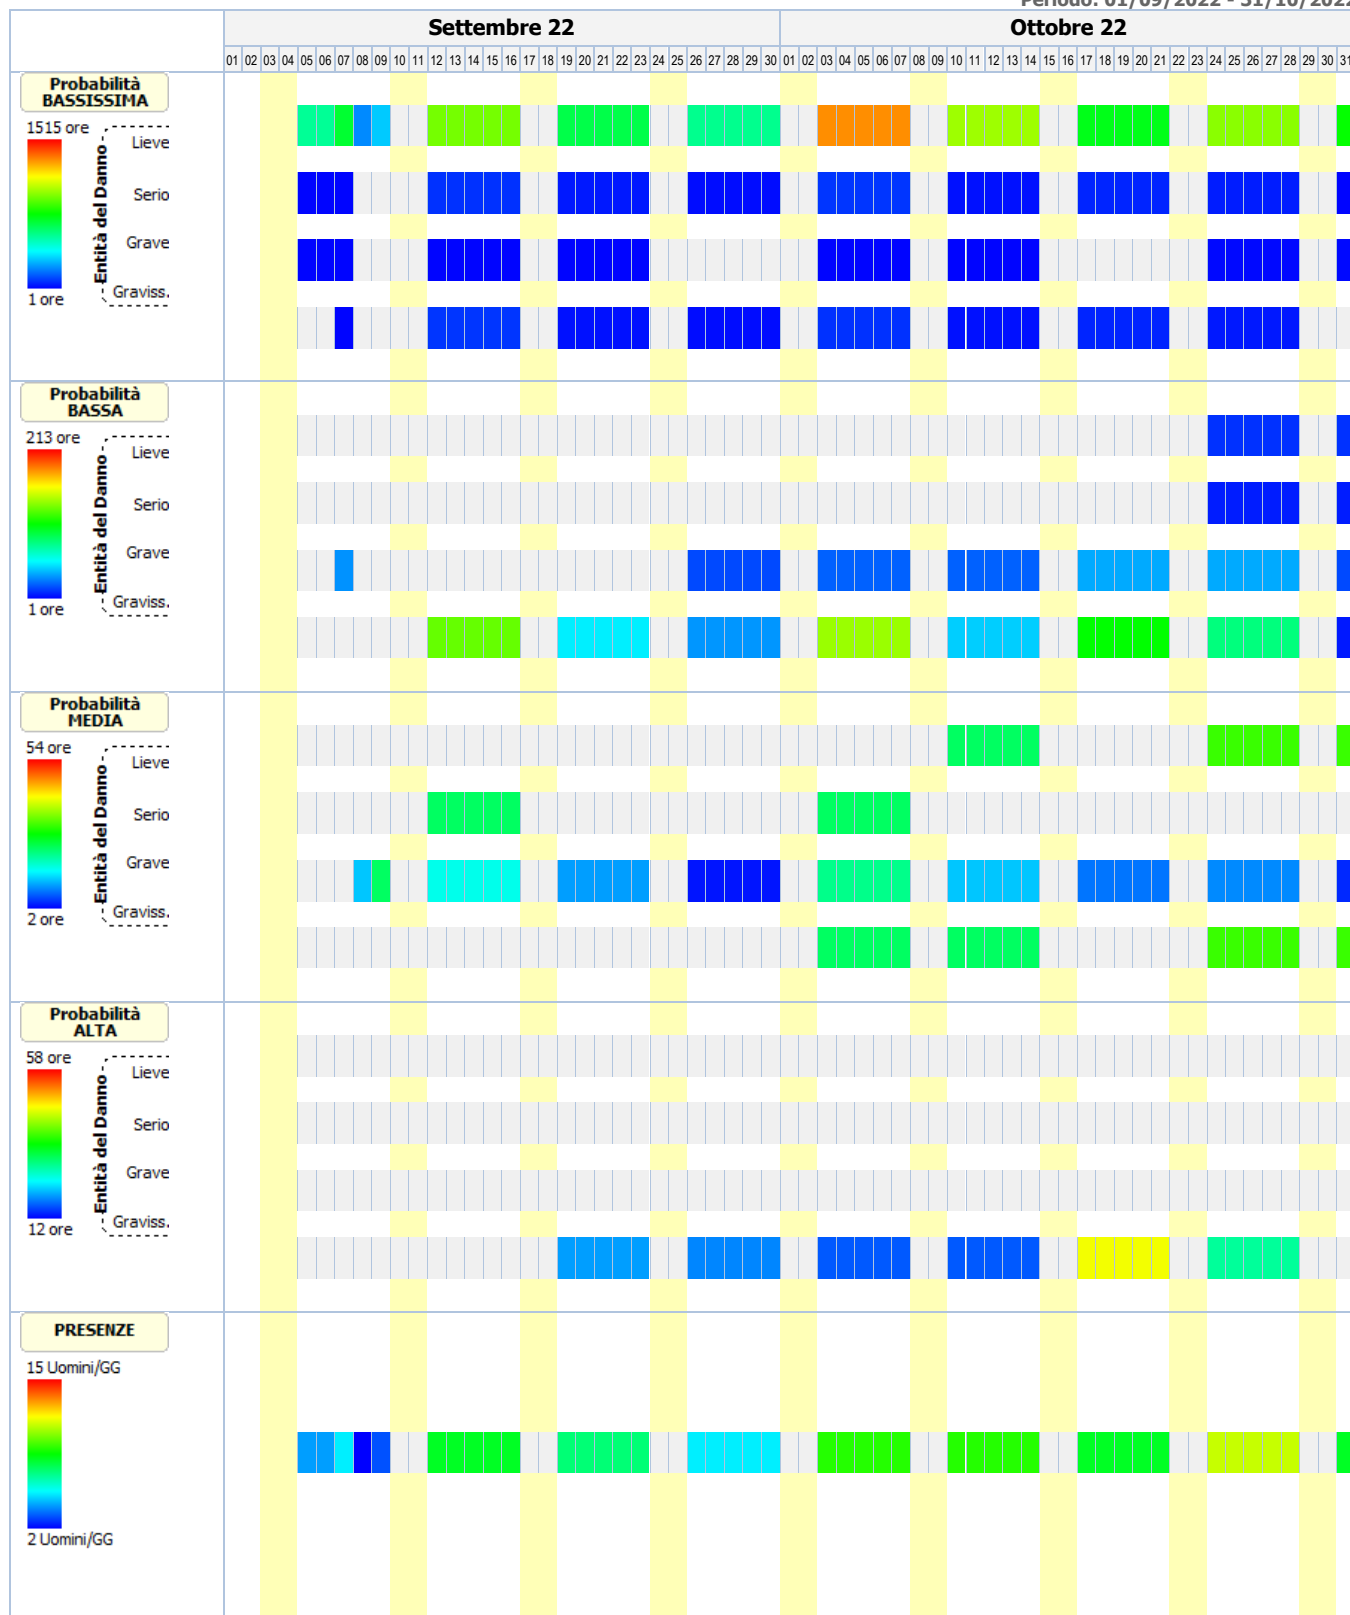 Periodo: 01/09/2022 - 31/10/2022
Settembre 22 Ottobre 22
01 02 03 04 05 06 07 08 09 10 11 12 13 14 15 16 17 18 19 20 21 22 23 24 25 26 27 28 29 30 01 02 03 04 05 06 07 08 09 10 11 12 13 14 15 16 17 18 19 20 21 22 23 24 25 26 27 28 29 30 31
Probabilità
BASSISSIMA
1515 ore
Lieve
Serio
Grave
Graviss.
Entità del Danno
1 ore
Probabilità
BASSA
213 ore
Lieve
Serio
Grave
Graviss.
Entità del Danno
1 ore
Probabilità
MEDIA
54 ore
Lieve
Serio
Grave
Graviss.
Entità del Danno
2 ore
Probabilità
ALTA
58 ore
Lieve
Serio
Grave
Graviss.
Entità del Danno
12 ore
PRESENZE
15 Uomini/GG
2 Uomini/GG